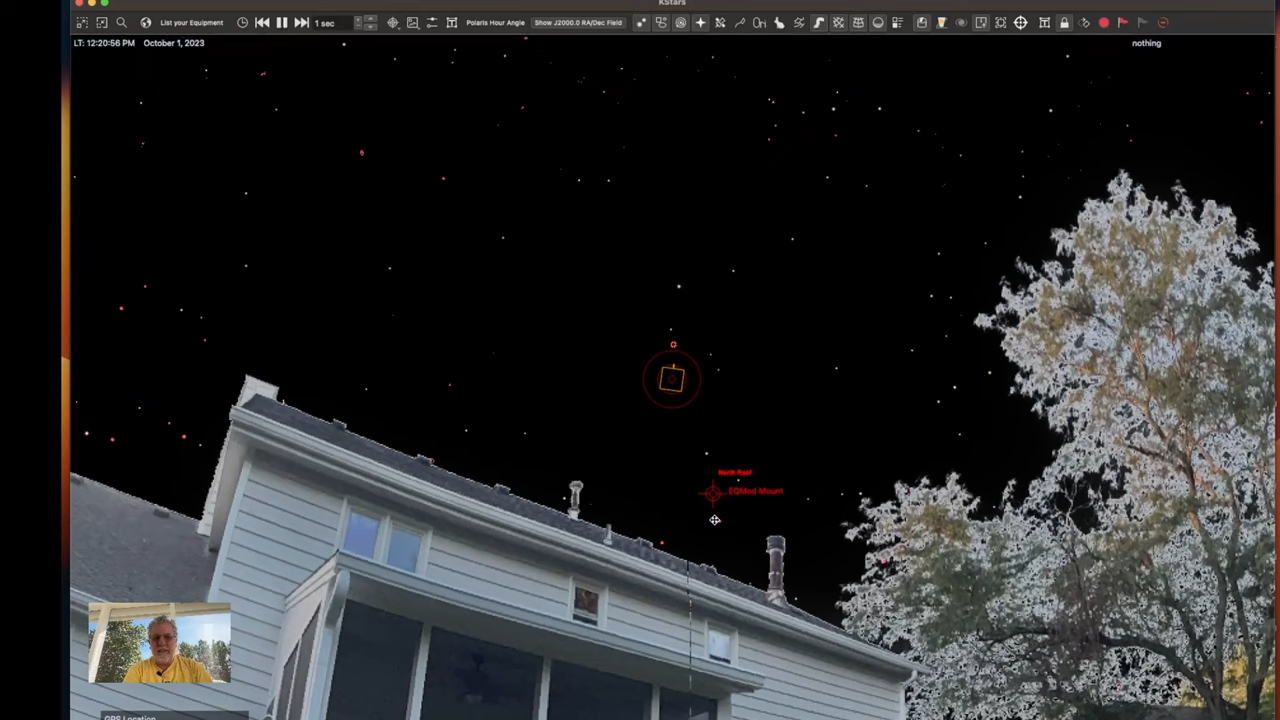 KStars
List your Equipment
1 sec
Polaris Hour Angle
Show J2000.0 RA/Dec Field
LT: 12:20:56 PM October 1, 2023
nothing
North Roof
EQMod Mount
GPS Location